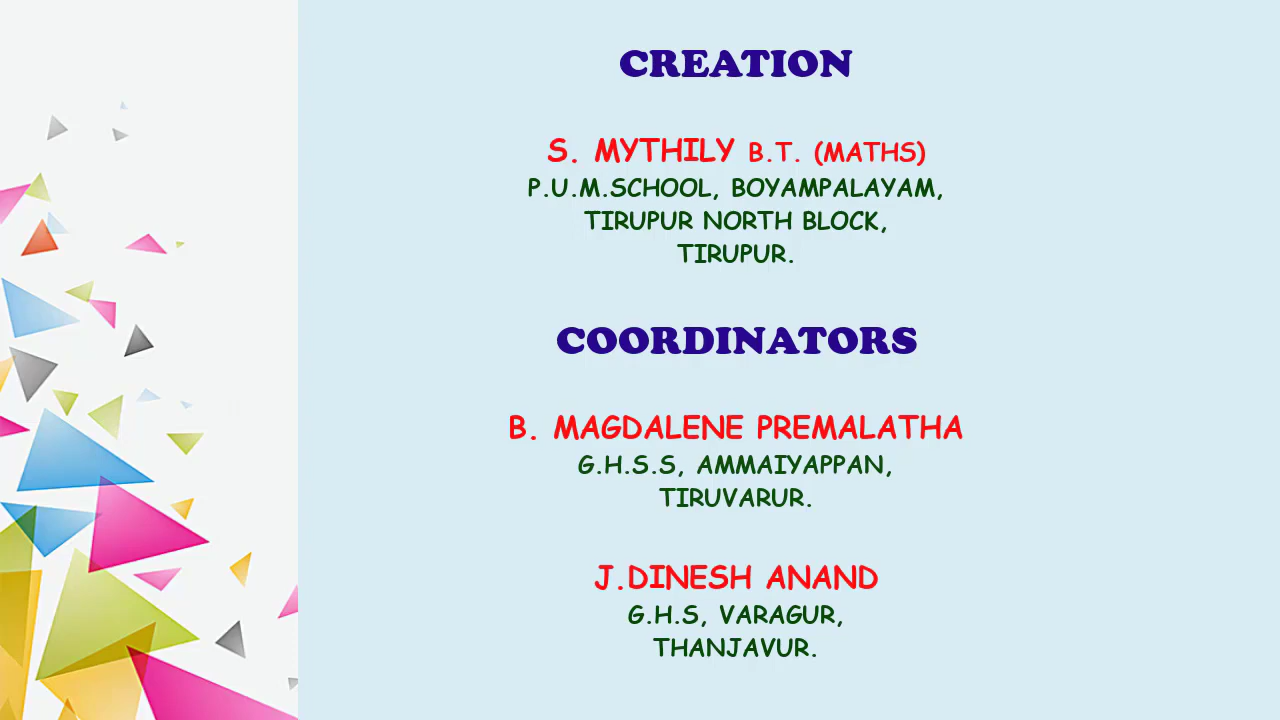 CREATION
S. MYTHILY B.T. (MATHS)
P.U.M.SCHOOL, BOYAMPALAYAM,
TIRUPUR NORTH BLOCK,
TIRUPUR.
COORDINATORS
B. MAGDALENE PREMALATHA
G.H.S.S, AMMAIYAPPAN,
TIRUVARUR.
J.DINESH ANAND
G.H.S, VARAGUR,
THANJAVUR.